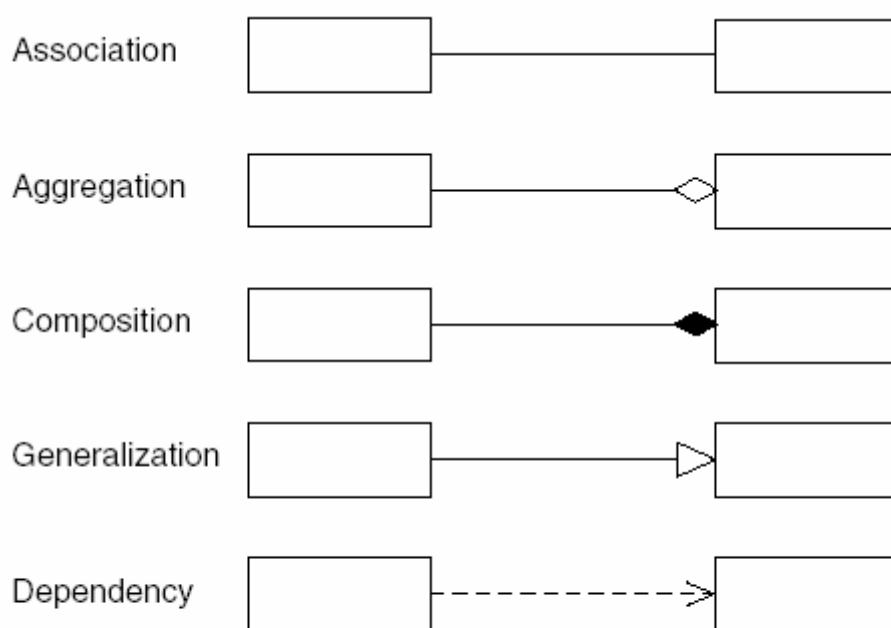 Association
Aggregation
Composition
Generalization
Dependency